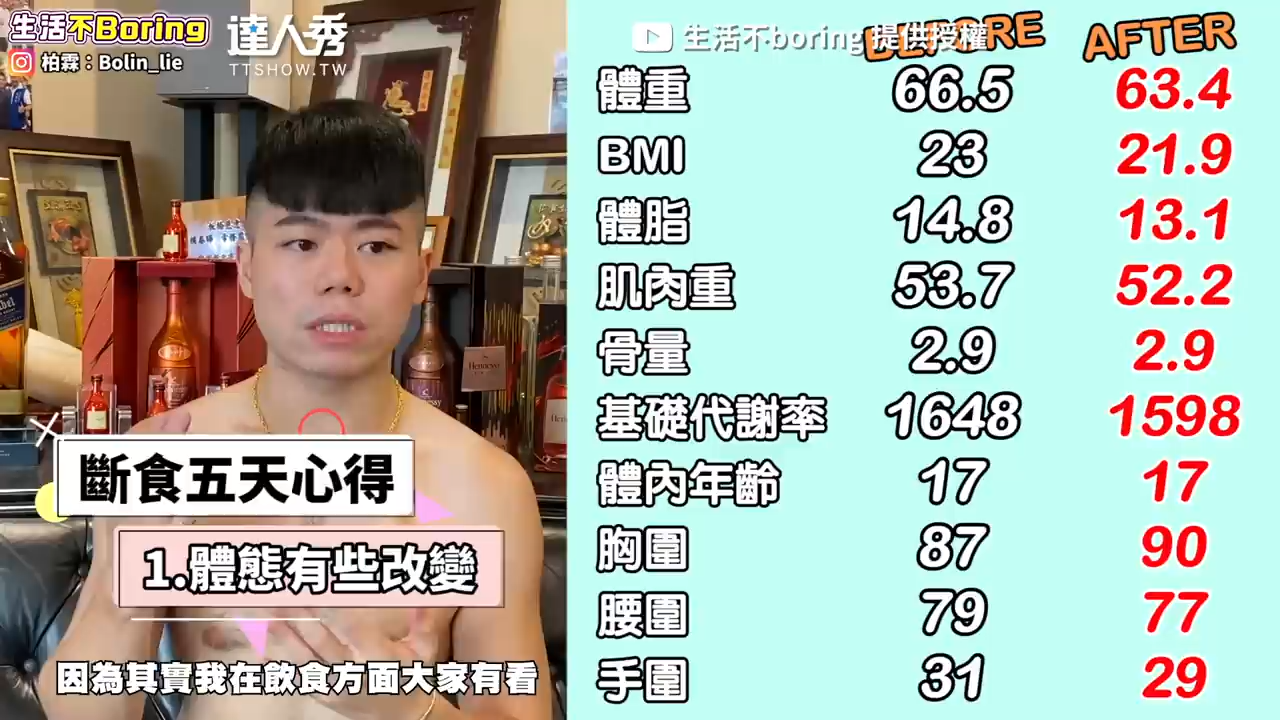 生活不Boring
柏霖：Bolin_lie
達人秀
TTSHOW.TW
生活不boring 提供授權
BEFORE AFTER
體重 66.5 63.4
BMI 23 21.9
體脂 14.8 13.1
肌肉重 53.7 52.2
骨量 2.9 2.9
基礎代謝率 1648 1598
體內年齡 17 17
胸圍 87 90
腰圍 79 77
手圍 31 29
Hennessy
斷食五天心得
1.體態有些改變
因為其實我在飲食方面大家有看